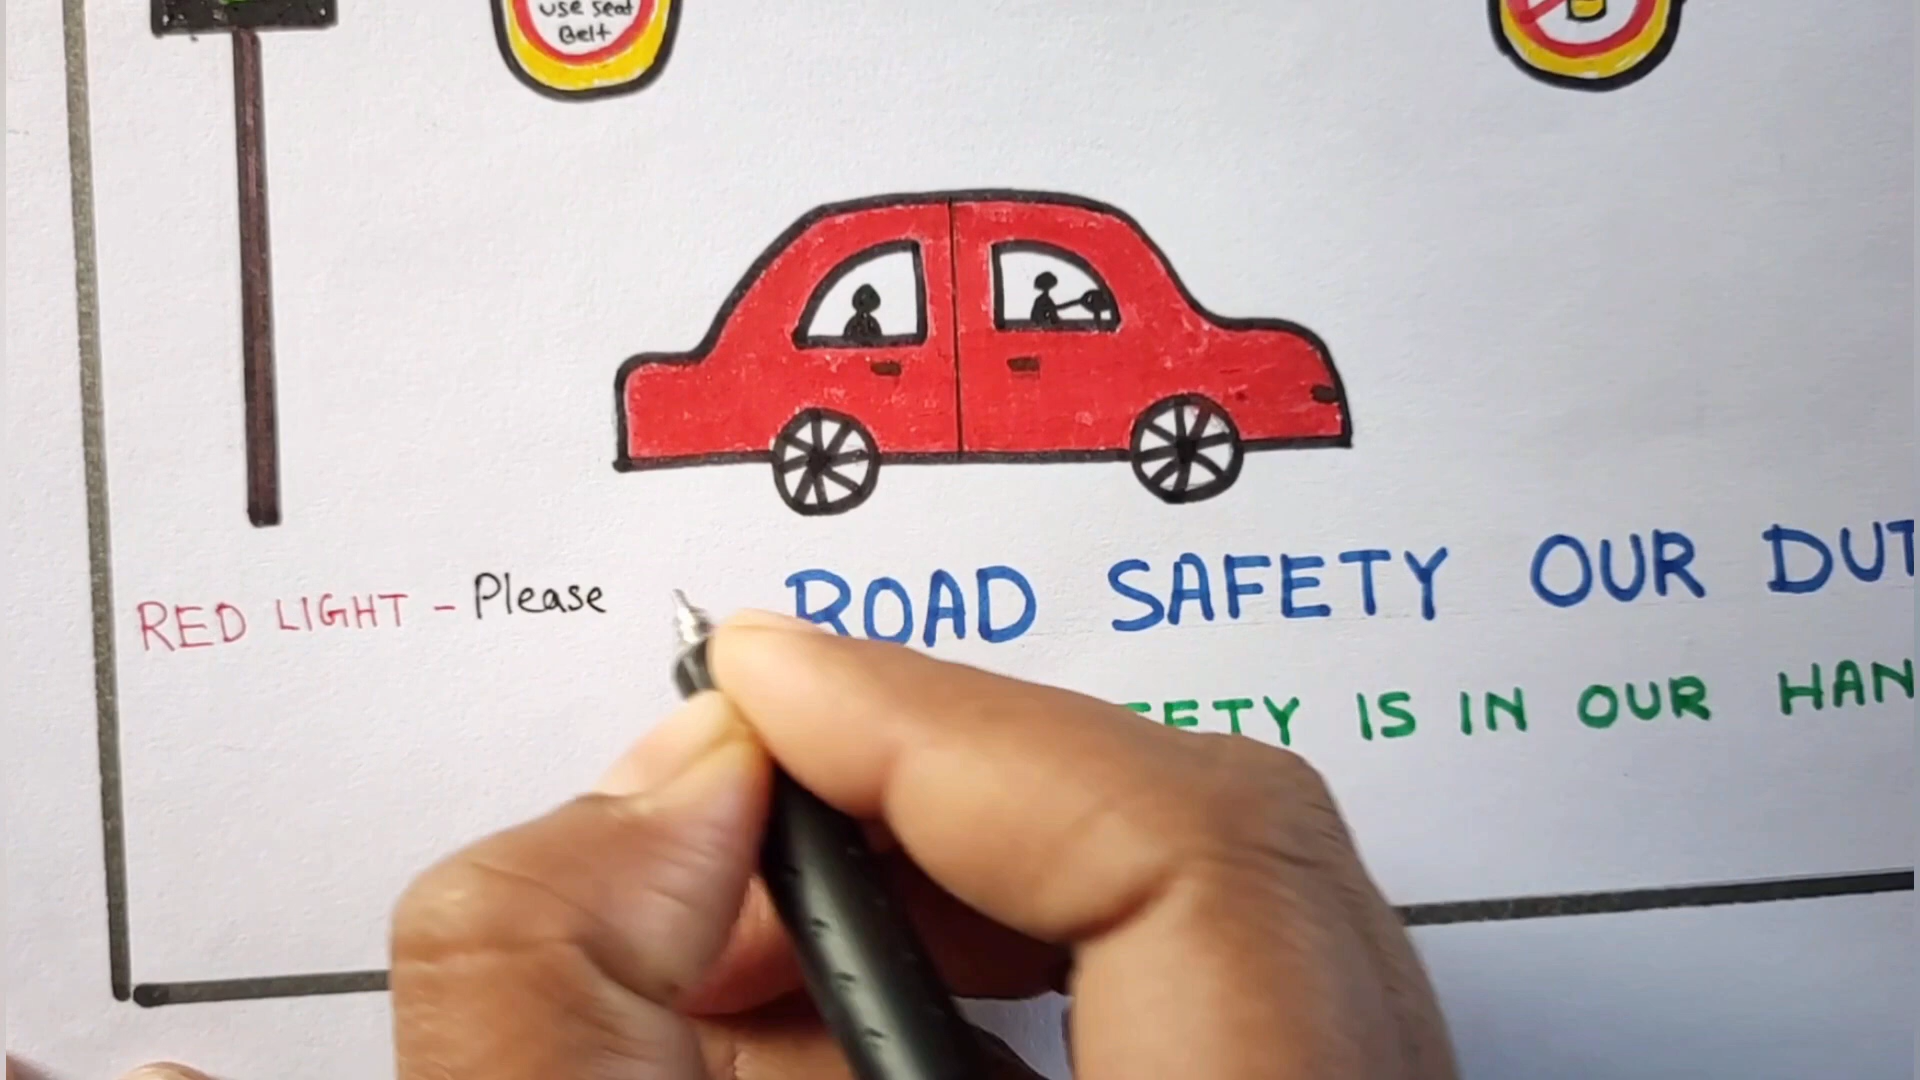 use seat
Belt
RED LIGHT - Please
ROAD SAFETY OUR
IS IN OUR